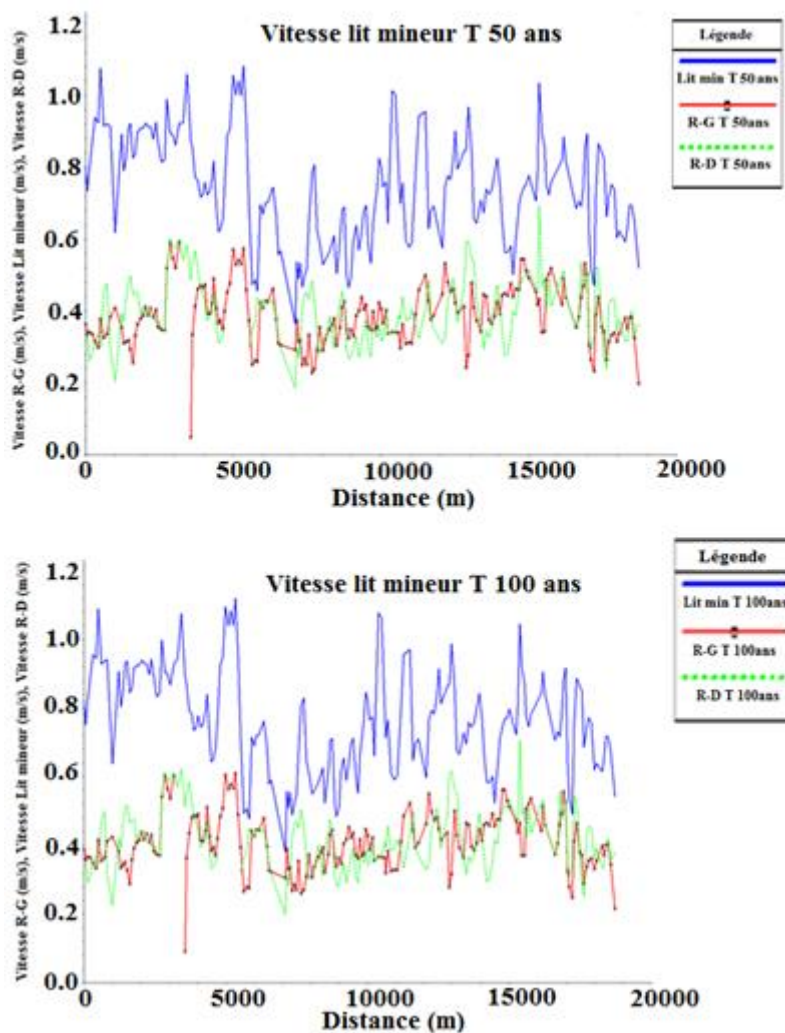 Vitesse lit mineur T 50 ans
Vitesse R-G (m/s), Vitesse Lit mineur (m/s), Vitesse R-D (m/s)
1.2
1.0
0.8
0.6
0.4
0.2
0.0
0
5000
10000
15000
20000
Distance (m)
Légende
Lit min T 50ans
R-G T 50ans
R-D T 50ans
Vitesse lit mineur T 100 ans
Vitesse R-G (m/s), Vitesse Lit mineur (m/s), Vitesse R-D (m/s)
1.2
1.0
0.8
0.6
0.4
0.2
0.0
0
5000
10000
15000
20000
Distance (m)
Légende
Lit min T 100ans
R-G T 100ans
R-D T 100ans